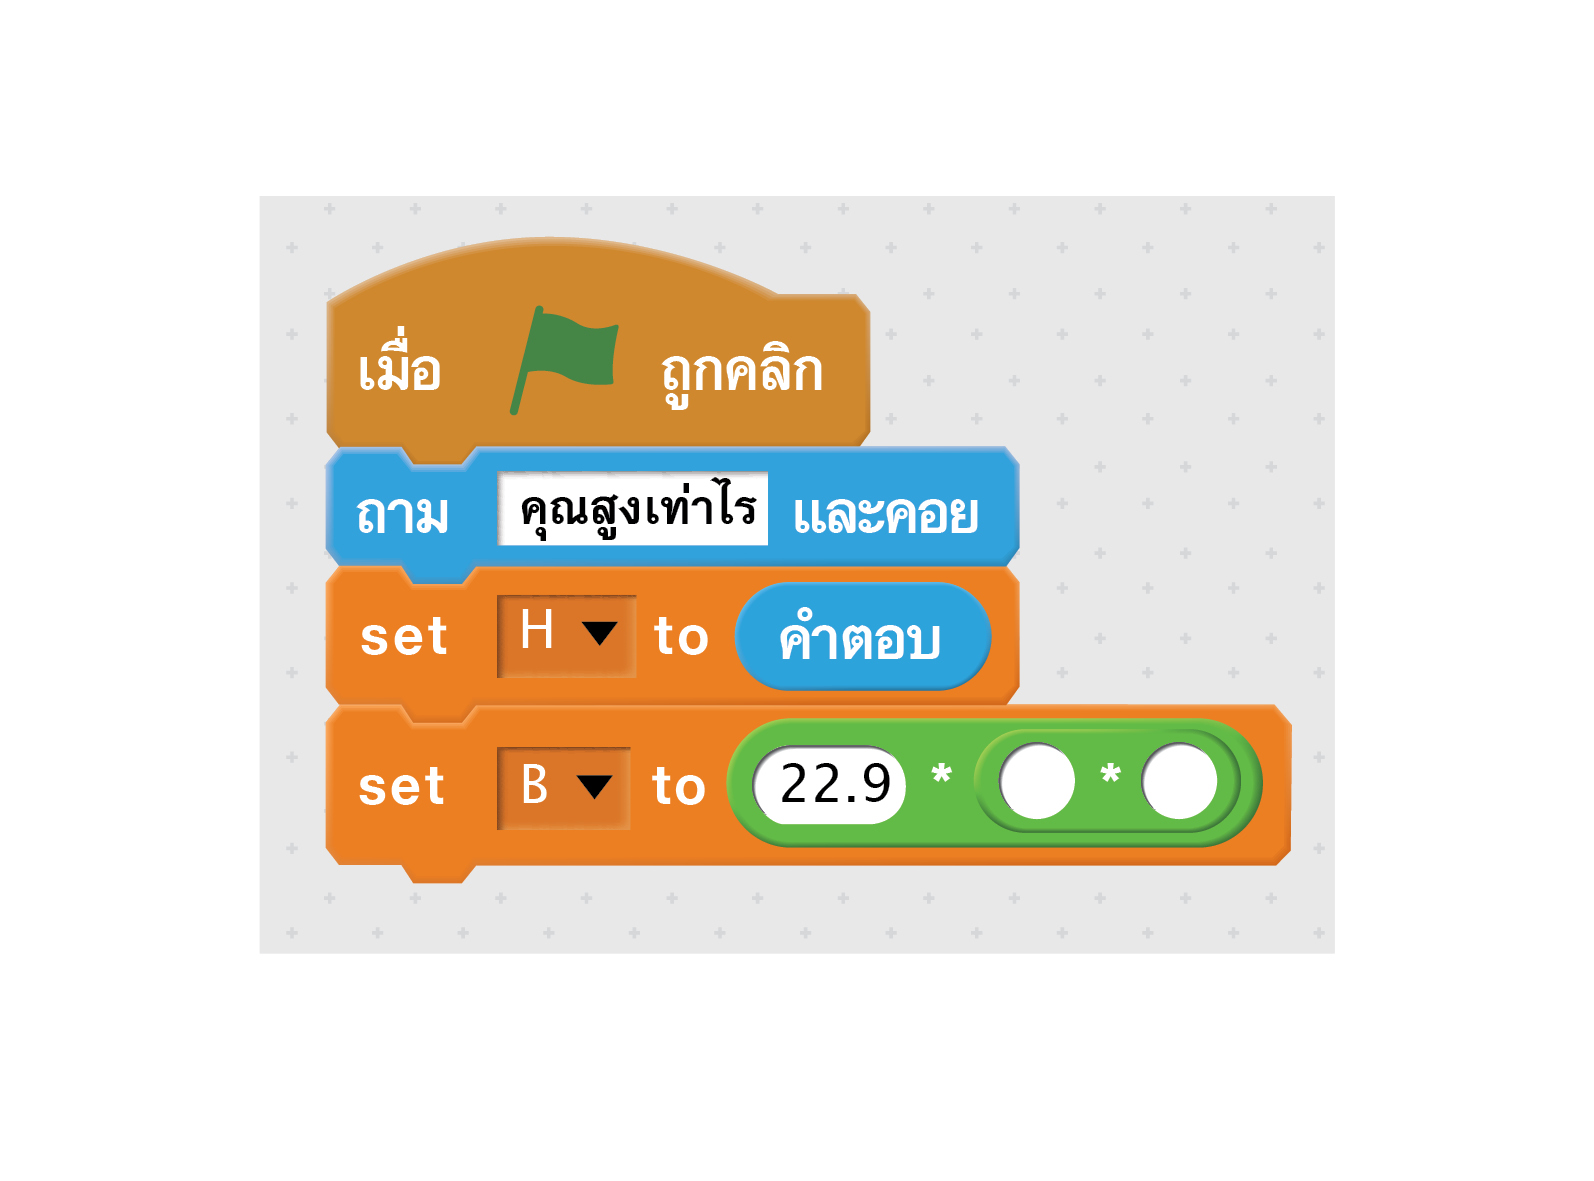 เมื่อ ถูกคลิก
ถาม คุณสูงเท่าไร และคอย
set H to คำตอบ
set B to 22.9 * *